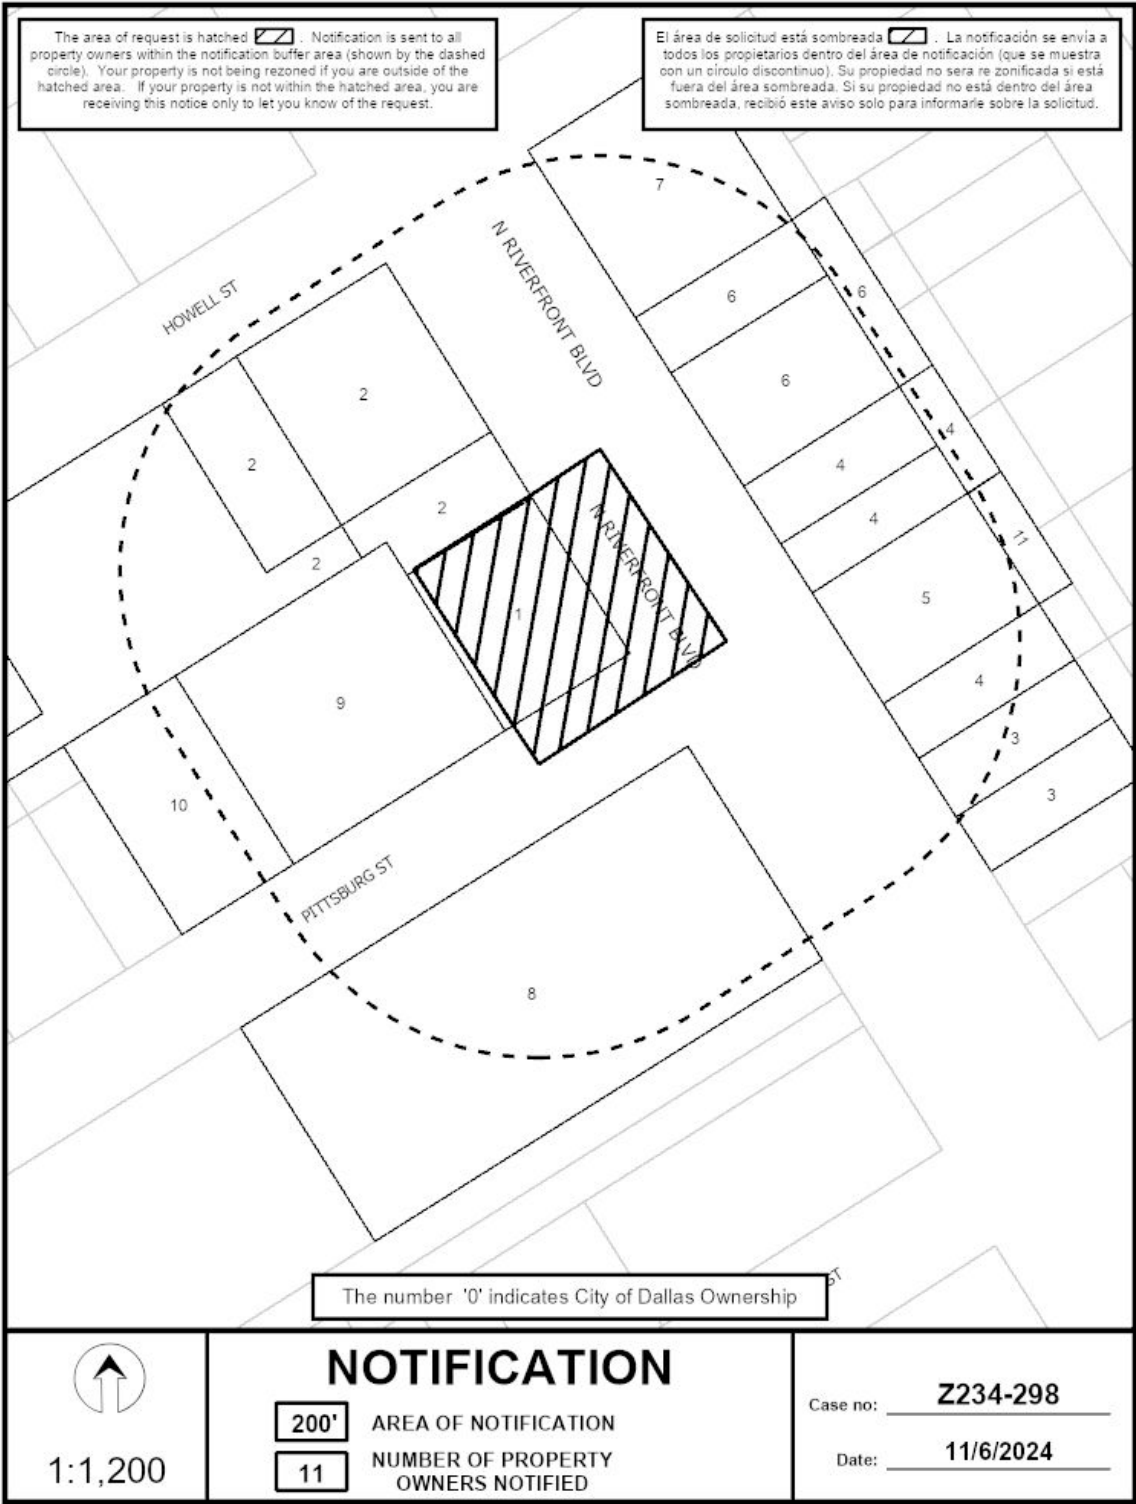 The area of request is hatched . Notification is sent to all
property owners within the notification buffer area (shown by the dashed
circle). Your property is not being rezoned if you are outside of the
hatched area. If your property is not within the hatched area, you are
receiving this notice only to let you know of the request.
El área de solicitud está sombreada . La notificación se envía a
todos los propietarios dentro del área de notificación (que se muestra
con un círculo discontinuo). Su propiedad no sera re zonificada si está
fuera del área sombreada. Si su propiedad no está dentro del área
sombreada, recibió este aviso solo para informarle sobre la solicitud.
7
N RIVERFRONT BLVD
HOWELL ST
6
6
6
2
2
4
4
2
4
N RIVERFRONT BLVD
11
2
5
1
4
9
3
3
10
PITTSBURG ST
8
ST
The number '0' indicates City of Dallas Ownership
1:1,200
NOTIFICATION
200' AREA OF NOTIFICATION
11 NUMBER OF PROPERTY
OWNERS NOTIFIED
Case no: Z234-298
Date: 11/6/2024